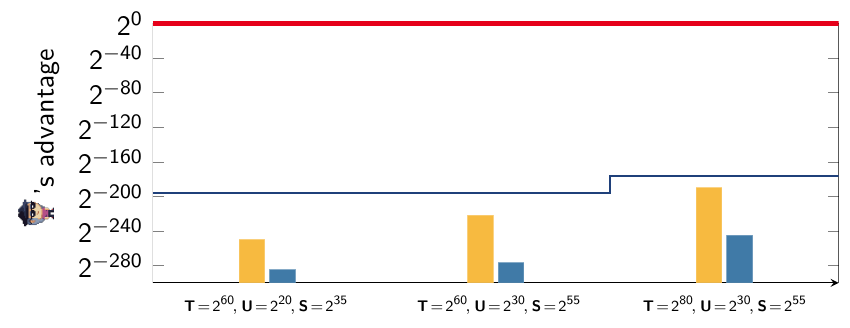 's advantage
2^0
2^{-40}
2^{-80}
2^{-120}
2^{-160}
2^{-200}
2^{-240}
2^{-280}
T = 2^{60}, U = 2^{20}, S = 2^{35}
T = 2^{60}, U = 2^{30}, S = 2^{55}
T = 2^{80}, U = 2^{30}, S = 2^{55}